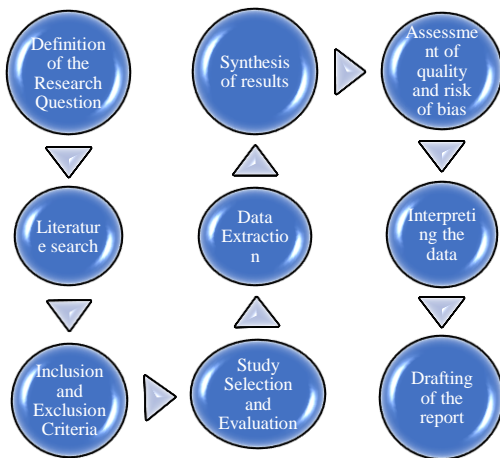 Definition
of the
Research
Question
Literatur
e search
Inclusion
and
Exclusion
Criteria
Study
Selection
and
Evaluation
Data
Extractio
n
Synthesis
of results
Assessme
nt of
quality
and risk
of bias
Interpreti
ng the
data
Drafting
of the
report